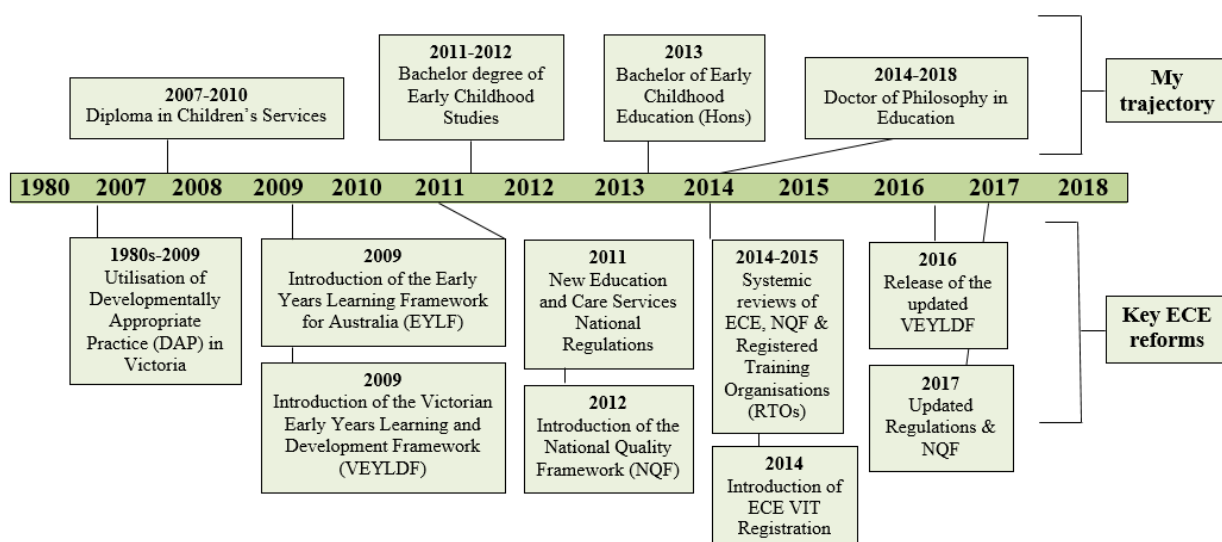 2007-2010
Diploma in Children's Services
2011-2012
Bachelor degree of
Early Childhood
Studies
2013
Bachelor of Early
Childhood
Education (Hons)
2014-2018
Doctor of Philosophy in
Education
My
trajectory
1980 2007 2008 2009 2010 2011 2012 2013 2014 2015 2016 2017 2018
1980s-2009
Utilisation of
Developmentally
Appropriate
Practice (DAP) in
Victoria
2009
Introduction of the Early
Years Learning Framework
for Australia (EYLF)
2009
Introduction of the Victorian
Early Years Learning and
Development Framework
(VEYLDF)
2011
New Education
and Care Services
National
Regulations
2012
Introduction of the
National Quality
Framework (NQF)
2014-2015
Systemic
reviews of
ECE, NQF &
Registered
Training
Organisations
(RTOs)
2014
Introduction of
ECE VIT
Registration
2016
Release of the
updated
VEYLDF
2017
Updated
Regulations &
NQF
Key ECE
reforms